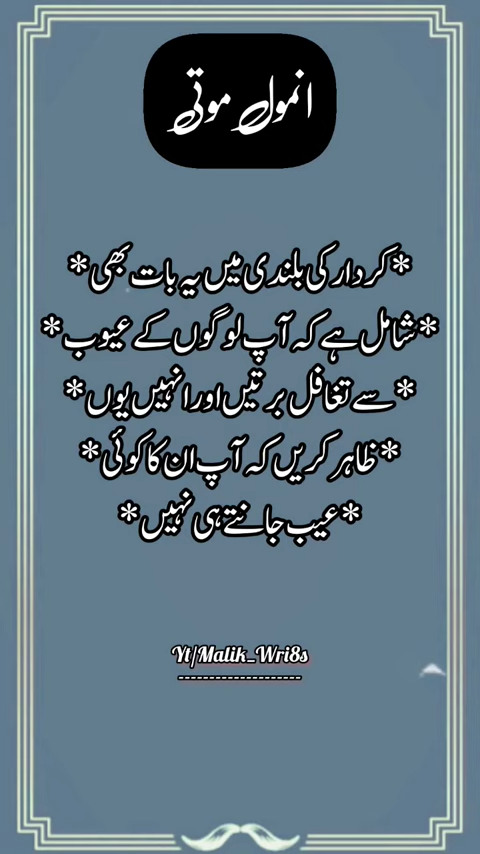 انمول موتی
*کردار کی بلندی میں یہ بات بھی*
*شامل ہے کہ آپ لوگوں کے عیوب*
*سے تغافل برتیں اور انہیں یوں*
*ظاہر کریں کہ آپ ان کا کوئی*
*عیب جانتے ہی نہیں*
Yt/Malik_Wri8s
--------------------